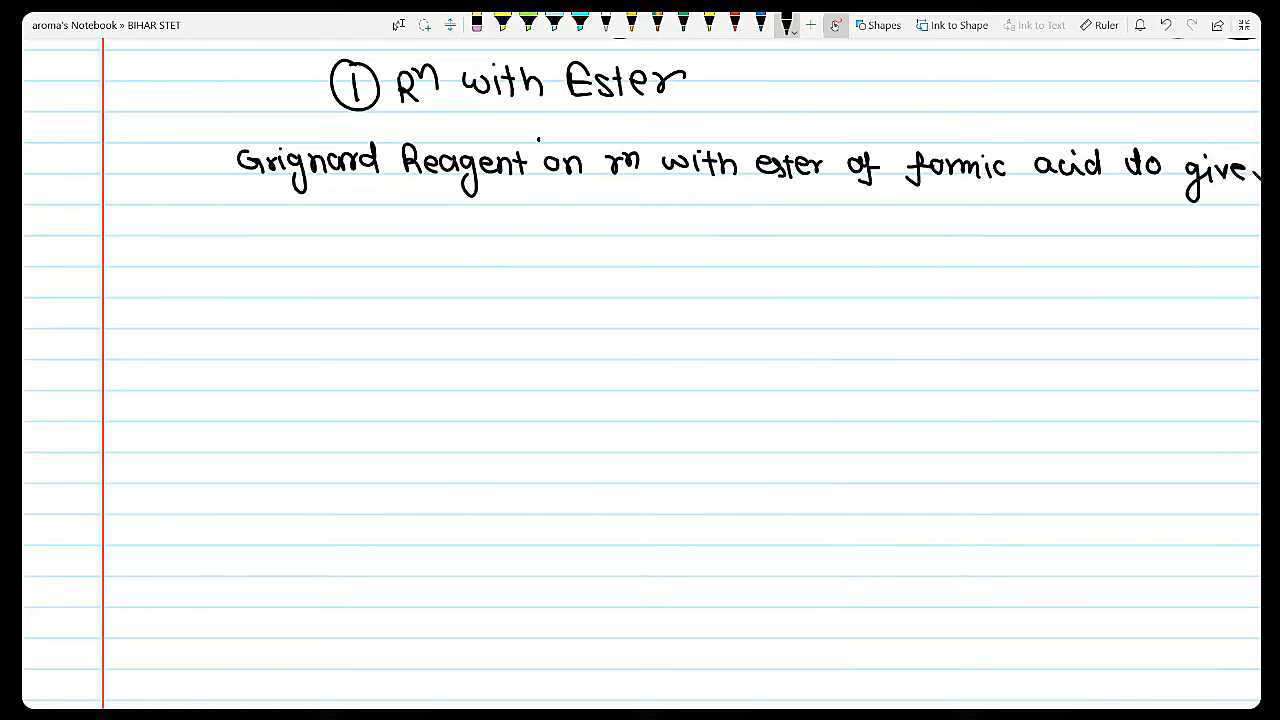 aroma's Notebook » BIHAR STET
Shapes
Ink to Shape
Ink to Text
Ruler
① Rⁿ with Ester
Grignard Reagent on rⁿ with ester of formic acid to give